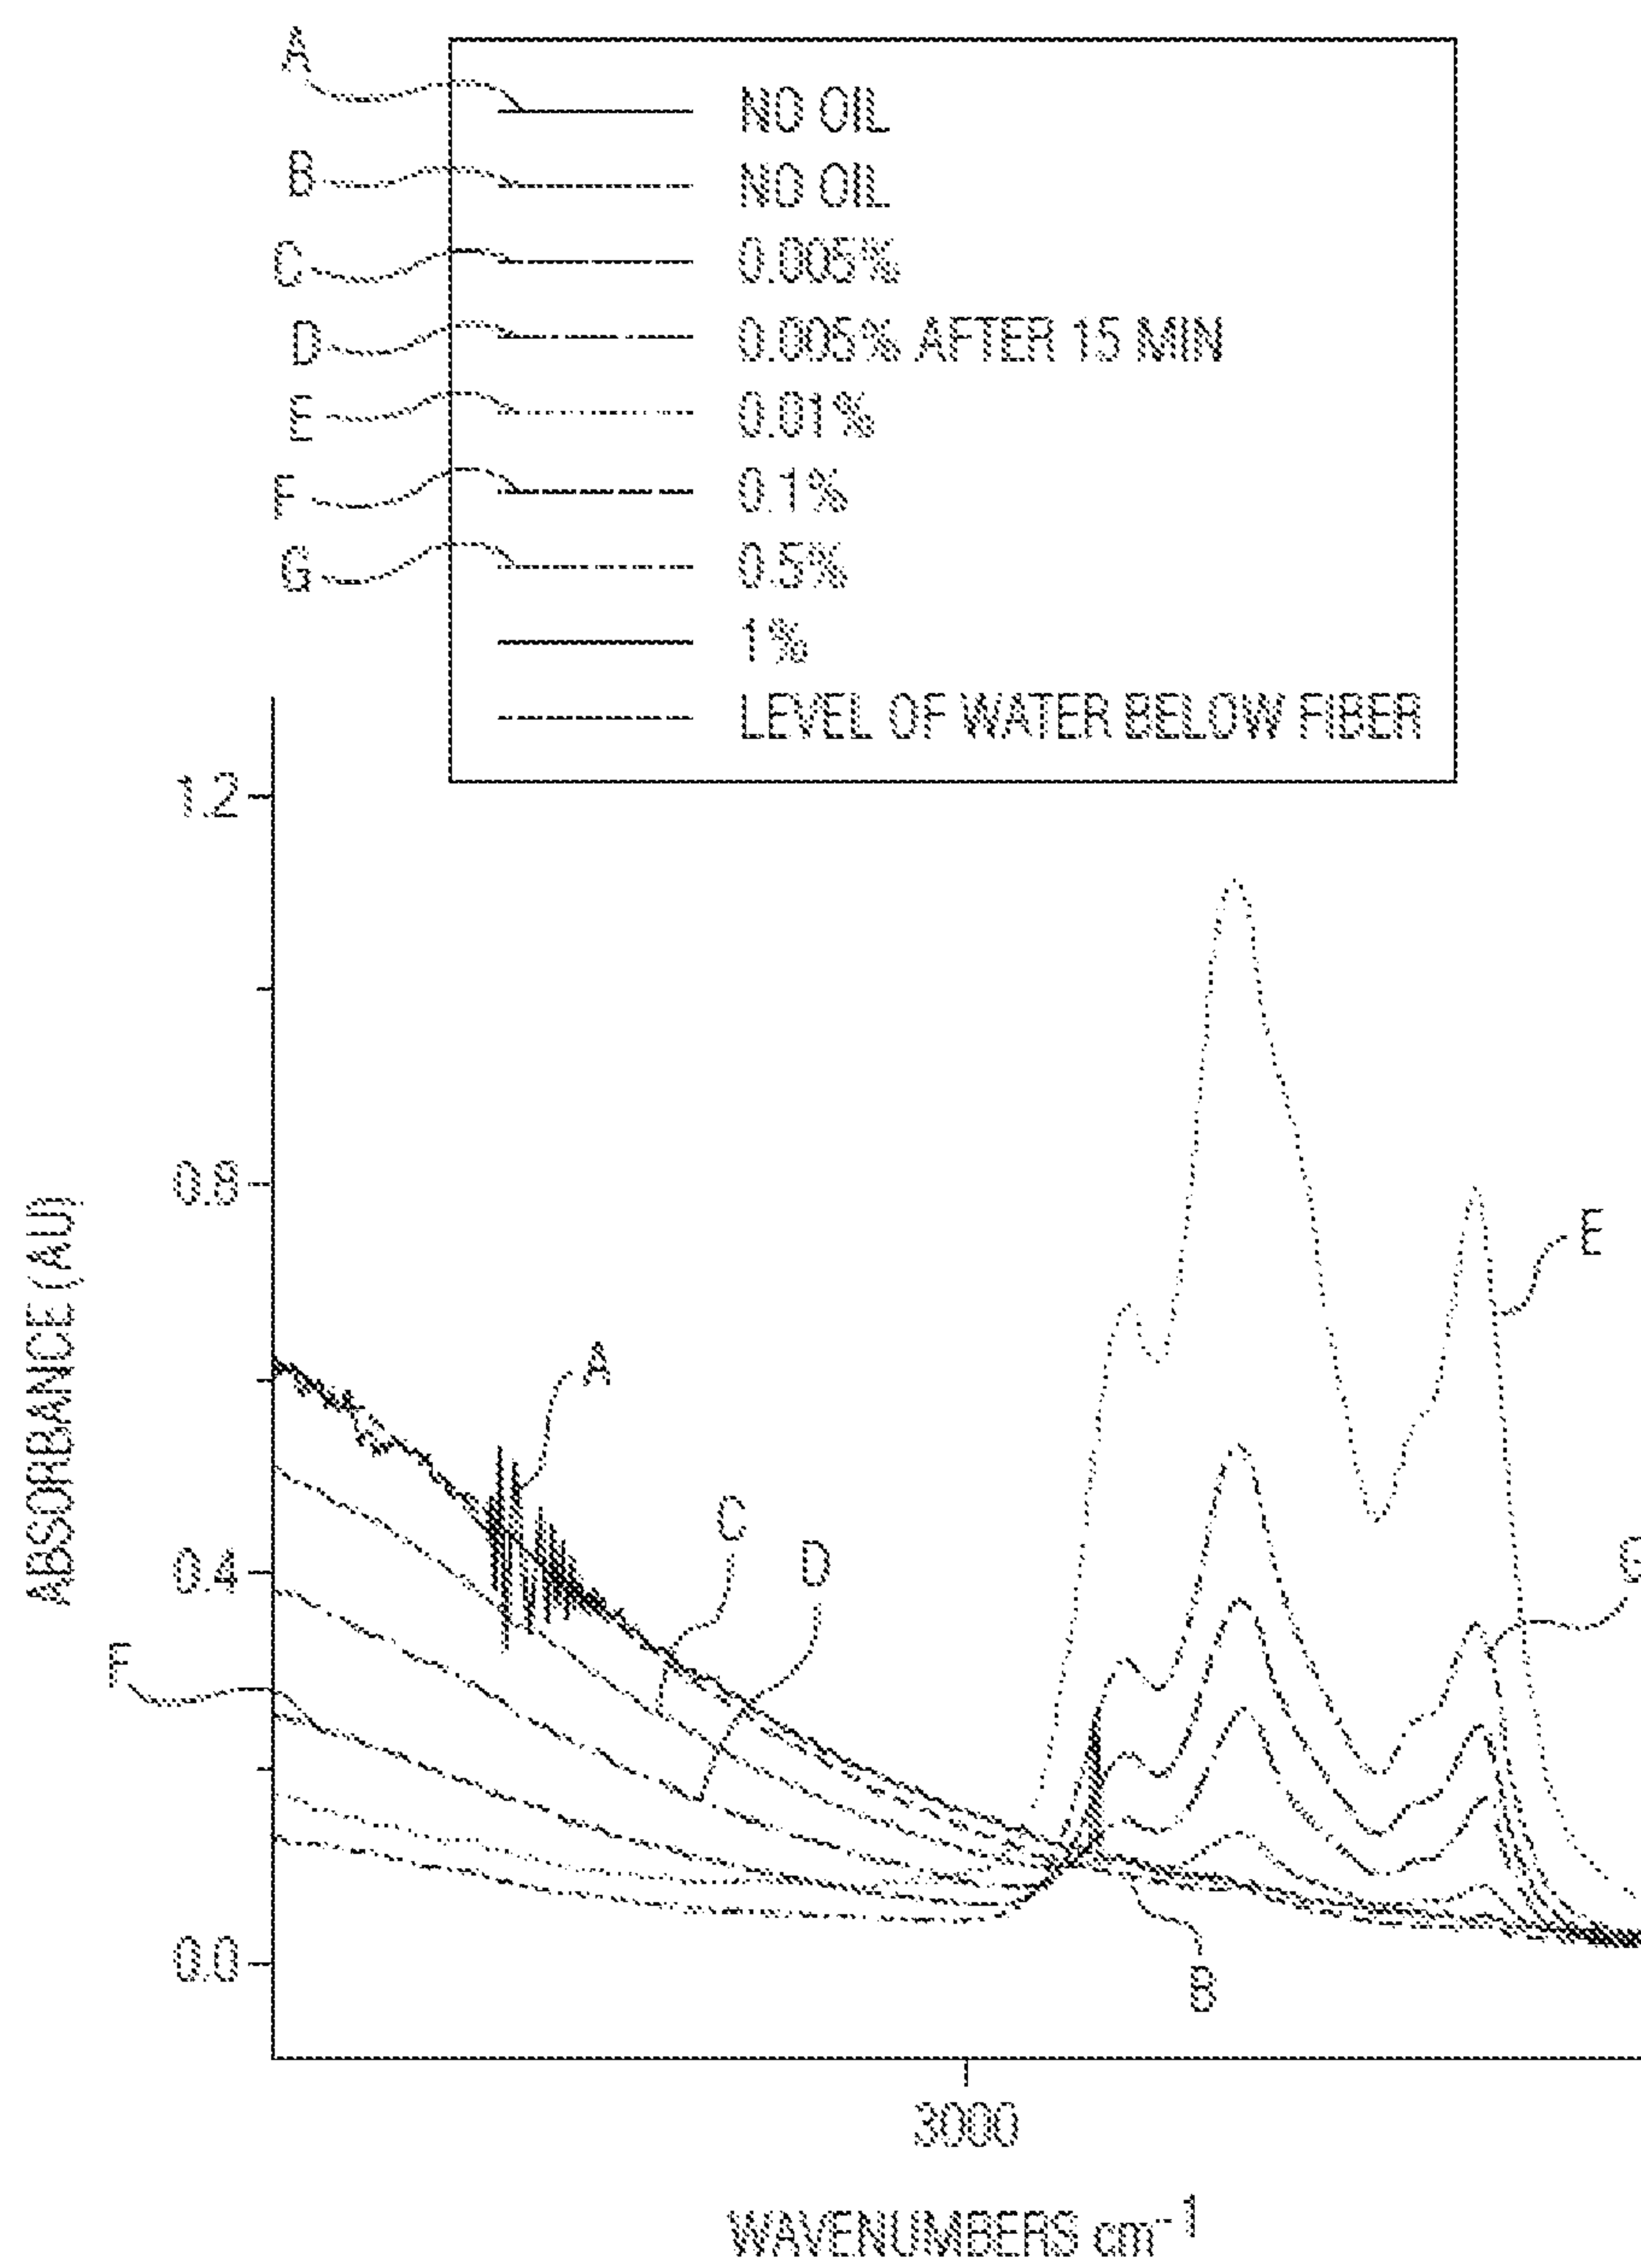 A NO OIL
B NO OIL
C 0.005%
D 0.005% AFTER 15 MIN
E 0.01%
F 0.1%
G 0.5%
1%
LEVEL OF WATER BELOW FIBER
1.2
0.8
0.4
0.0
ABSORBANCE (AU)
A
C
D
E
F
G
B
3000
WAVENUMBERS cm⁻¹